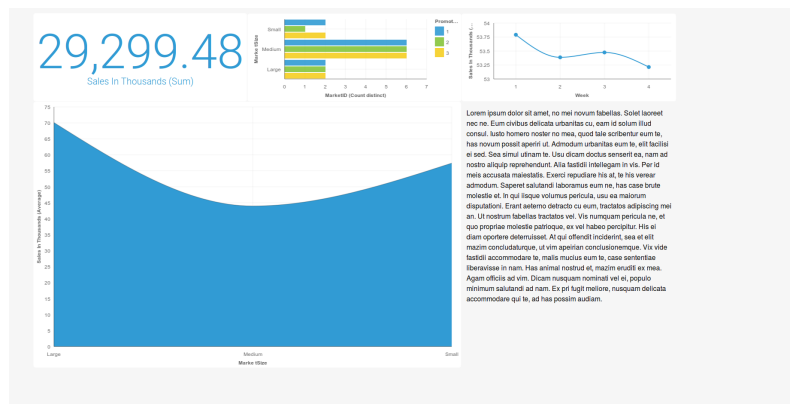 29,299.48
Sales In Thousands (Sum)
Promot...
1
2
3
Small
Medium
Large
Marke tSize
0 1 2 3 4 5 6 7
MarketID (Count distinct)
54
53.75
53.5
53.25
53
Sales In Thousands (...
1 2 3 4
Week
75
70
65
60
55
50
45
40
35
30
25
20
15
10
5
0
Sales In Thousands (Average)
Large Medium Small
Marke tSize
Lorem ipsum dolor sit amet, no mei novum fabellas. Solet laoreet
nec ne. Eum civibus delicata urbanitas cu, eam id solum illud
consul. Iusto homero noster no mea, quod tale scribentur eum te,
has novum possit aperiri ut. Admodum urbanitas eum te, elit facilisi
ei sed. Sea simul utinam te. Usu dicam doctus senserit ea, nam ad
nostro aliquip reprehendunt. Alia fastidii intellegam in vis. Per id
meis accusata maiestatis. Exerci repudiare his at, te his verear
admodum. Saperet salutandi laboramus eum ne, has case brute
molestie et. In qui iisque volumus pericula, usu ea maiorum
disputationi. Erant aeterno detracto cu eum, tractatos adipiscing mei
an. Ut nostrum fabellas tractatos vel. Vis numquam pericula ne, et
quo propriae molestie patrioque, ex vel habeo percipitur. His ei
diam oportere deterruisset. At qui offendit inciderint, sea et elit
mazim concludaturque, ut vim apeirian conclusionemque. Vix vide
fastidii accommodare te, malis mucius eum te, case sententiae
liberavisse in nam. Has animal nostrud et, mazim eruditi ex mea.
Agam officiis ad vim. Dicam nusquam nominati vel ei, populo
minimum salutandi ad nam. Ex pri fugit meliore, nusquam delicata
accommodare qui te, ad has possim audiam.